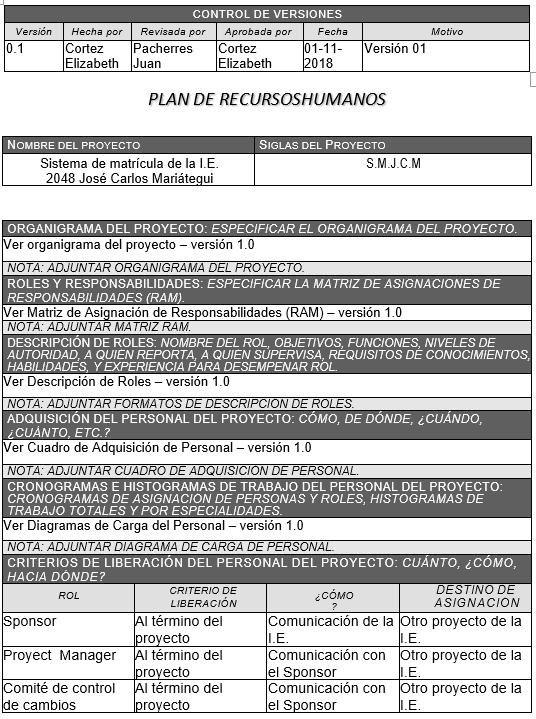 CONTROL DE VERSIONES
Versión Hecha por Revisada por Aprobada por Fecha Motivo
0.1 Cortez Pacherres Cortez 01-11- Versión 01
Elizabeth Juan Elizabeth 2018
PLAN DE RECURSOSHUMANOS
NOMBRE DEL PROYECTO SIGLAS DEL PROYECTO
Sistema de matrícula de la I.E. S.M.J.C.M
2048 José Carlos Mariátegui
ORGANIGRAMA DEL PROYECTO: ESPECIFICAR EL ORGANIGRAMA DEL PROYECTO.
Ver organigrama del proyecto – versión 1.0
NOTA: ADJUNTAR ORGANIGRAMA DEL PROYECTO.
ROLES Y RESPONSABILIDADES: ESPECIFICAR LA MATRIZ DE ASIGNACIONES DE
RESPONSABILIDADES (RAM).
Ver Matriz de Asignación de Responsabilidades (RAM) – versión 1.0
NOTA: ADJUNTAR MATRIZ RAM.
DESCRIPCIÓN DE ROLES: NOMBRE DEL ROL, OBJETIVOS, FUNCIONES, NIVELES DE
AUTORIDAD, A QUIÉN REPORTA, A QUIÉN SUPERVISA, REQUISITOS DE CONOCIMIENTOS,
HABILIDADES, Y EXPERIENCIA PARA DESEMPEÑAR ROL.
Ver Descripción de Roles – versión 1.0
NOTA: ADJUNTAR FORMATOS DE DESCRIPCION DE ROLES.
ADQUISICIÓN DEL PERSONAL DEL PROYECTO: CÓMO, DE DÓNDE, ¿CUÁNDO,
¿CUÁNTO, ETC.?
Ver Cuadro de Adquisición de Personal – versión 1.0
NOTA: ADJUNTAR CUADRO DE ADQUISICION DE PERSONAL.
CRONOGRAMAS E HISTOGRAMAS DE TRABAJO DEL PERSONAL DEL PROYECTO:
CRONOGRAMAS DE ASIGNACION DE PERSONAS Y ROLES, HISTOGRAMAS DE
TRABAJO TOTALES Y POR ESPECIALIDADES.
Ver Diagramas de Carga del Personal – versión 1.0
NOTA: ADJUNTAR DIAGRAMA DE CARGA DE PERSONAL.
CRITERIOS DE LIBERACIÓN DEL PERSONAL DEL PROYECTO: CUÁNTO, ¿CÓMO,
HACIA DÓNDE?
ROL CRITERIO DE LIBERACIÓN ¿CÓMO ? DESTINO DE ASIGNACION
Sponsor Al término del Comunicación de la Otro proyecto de la
proyecto I.E. I.E.
Proyect Manager Al término del Comunicación con Otro proyecto de la
proyecto el Sponsor I.E.
Comité de control Al término del Comunicación con Otro proyecto de la
de cambios proyecto el Sponsor I.E.